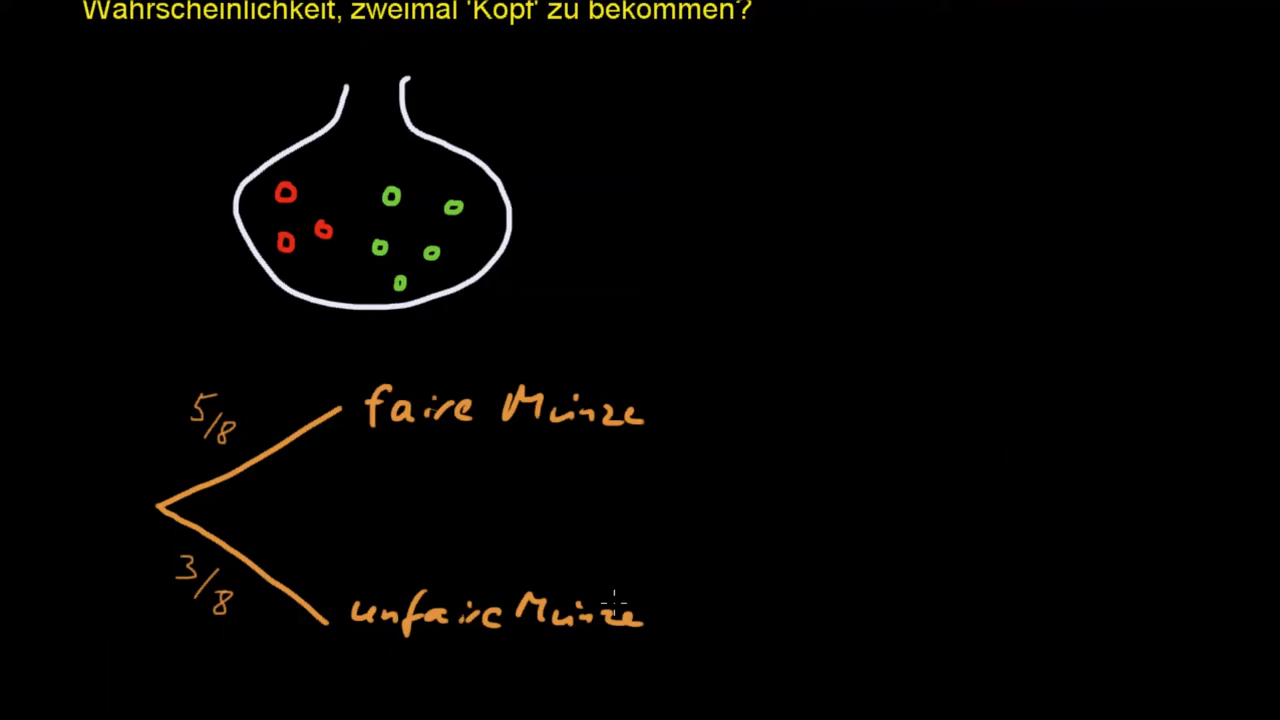 Wahrscheinlichkeit, zweimal 'Kopf' zu bekommen?
5/8
faire Münze
3/8
unfaire Münze